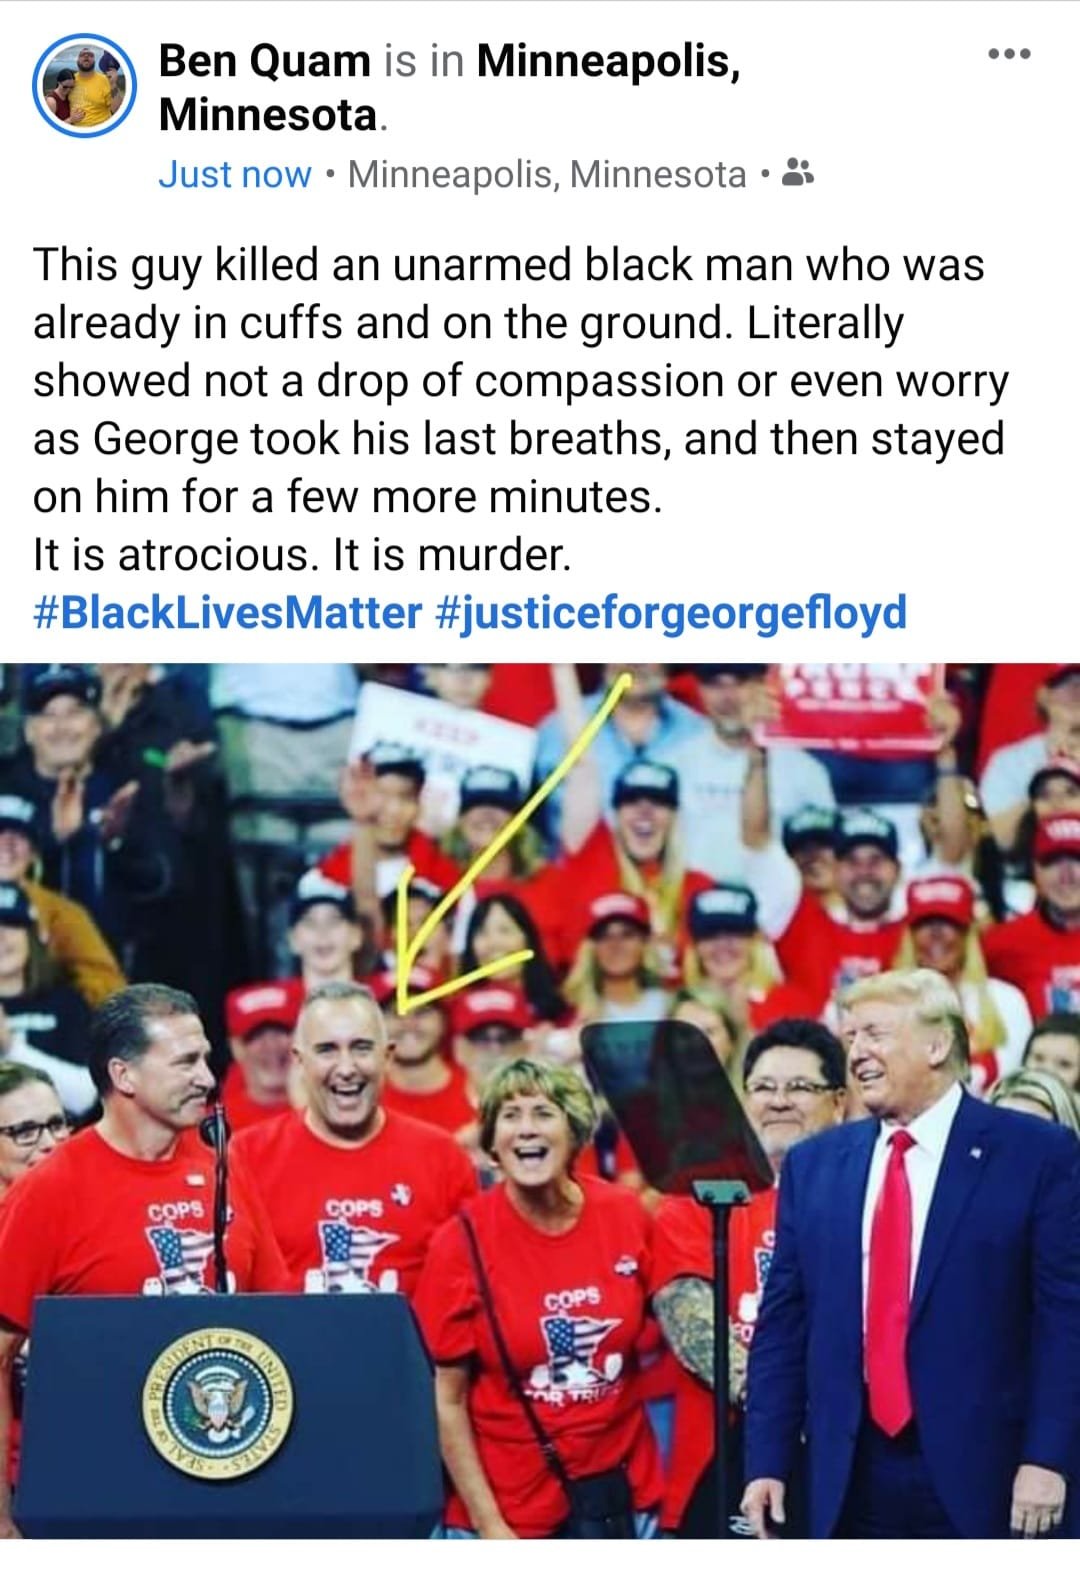 Ben Quam is in Minneapolis,
Minnesota.
Just now • Minneapolis, Minnesota •
This guy killed an unarmed black man who was
already in cuffs and on the ground. Literally
showed not a drop of compassion or even worry
as George took his last breaths, and then stayed
on him for a few more minutes.
It is atrocious. It is murder.
#BlackLivesMatter #justiceforgeorgefloyd
COPS
COPS
COPS
FOR TRU
SEAL OF THE PRESIDENT OF THE UNITED STATES